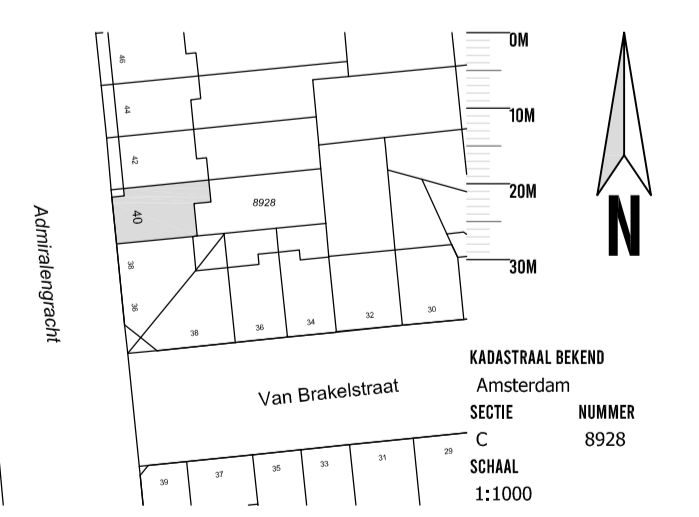 46
44
42
40
8928
38
36
Admiralengracht
38
36
34
32
30
Van Brakelstraat
39
37
35
33
31
29
0M
10M
20M
30M
N
KADASTRAAL BEKEND
Amsterdam
SECTIE NUMMER
C 8928
SCHAAL
1:1000